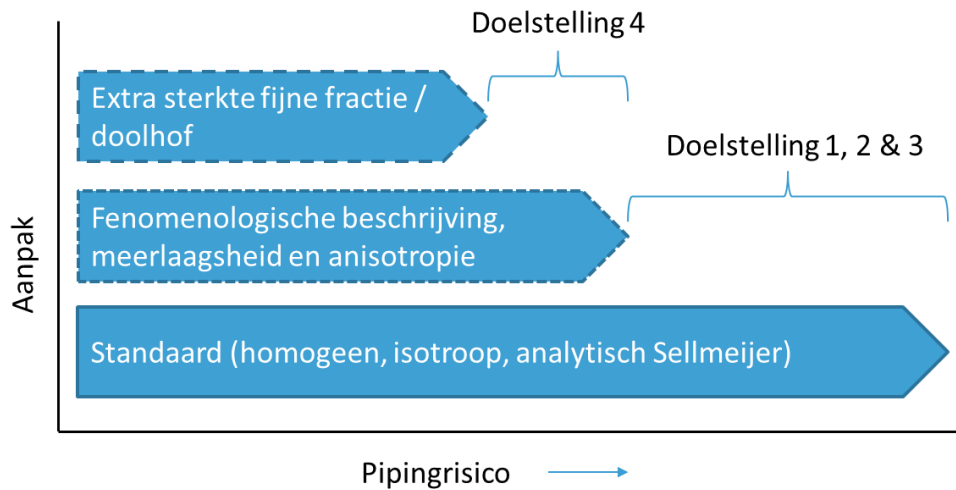 Doelstelling 4
Extra sterkte fijne fractie /
doolhof
Doelstelling 1, 2 & 3
Fenomenologische beschrijving,
meerlaagsheid en anisotropie
Standaard (homogeen, isotroop, analytisch Sellmeijer)
Aanpak
Pipingrisico